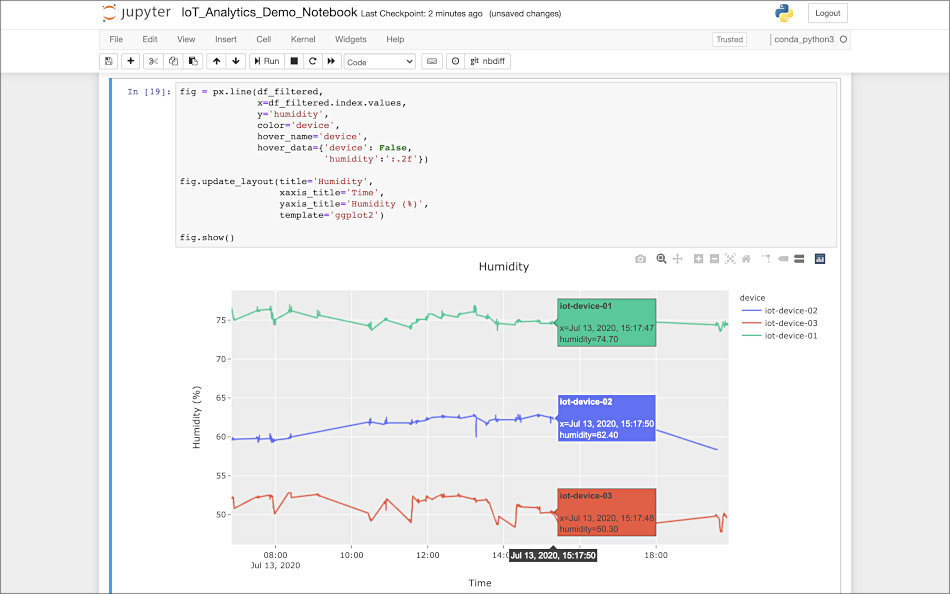 jupyter IoT_Analytics_Demo_Notebook Last Checkpoint: 2 minutes ago (unsaved changes) Logout
File Edit View Insert Cell Kernel Widgets Help Trusted conda_python3
Run Code git nbdiff
In [19]: fig = px.line(df_filtered,
x=df_filtered.index.values,
y='humidity',
color='device',
hover_name='device',
hover_data={'device': False,
'humidity':':.2f'})
fig.update_layout(title='Humidity',
xaxis_title='Time',
yaxis_title='Humidity (%)',
template='ggplot2')
fig.show()
Humidity
device
iot-device-02
iot-device-03
iot-device-01
75
70
65
60
55
50
Humidity (%)
iot-device-01
x=Jul 13, 2020, 15:17:47
humidity=74.70
iot-device-02
x=Jul 13, 2020, 15:17:50
humidity=62.40
iot-device-03
x=Jul 13, 2020, 15:17:48
humidity=50.30
08:00 10:00 12:00 14:0 Jul 13, 2020, 15:17:50 18:00
Jul 13, 2020
Time